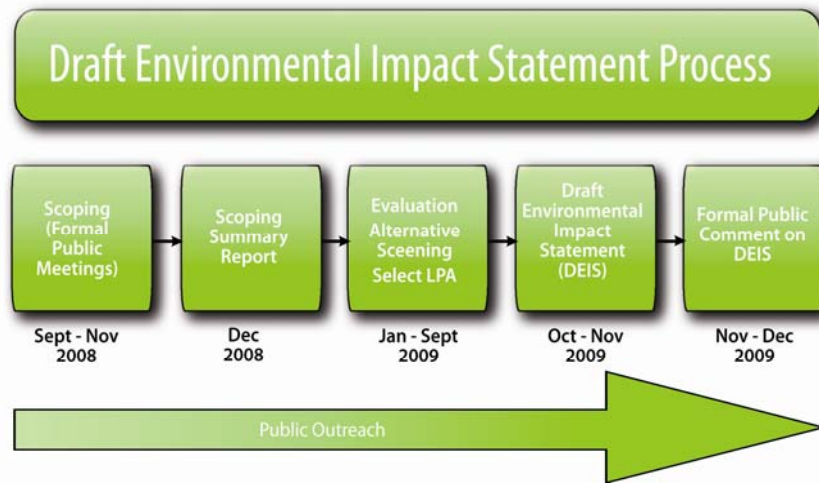 Draft Environmental Impact Statement Process
Scoping
(Formal
Public
Meetings)
Sept - Nov
2008
Scoping
Summary
Report
Dec
2008
Evaluation
Alternative
Sceening
Select LPA
Jan - Sept
2009
Draft
Environmental
Impact
Statement
(DEIS)
Oct - Nov
2009
Formal Public
Comment on
DEIS
Nov - Dec
2009
Public Outreach